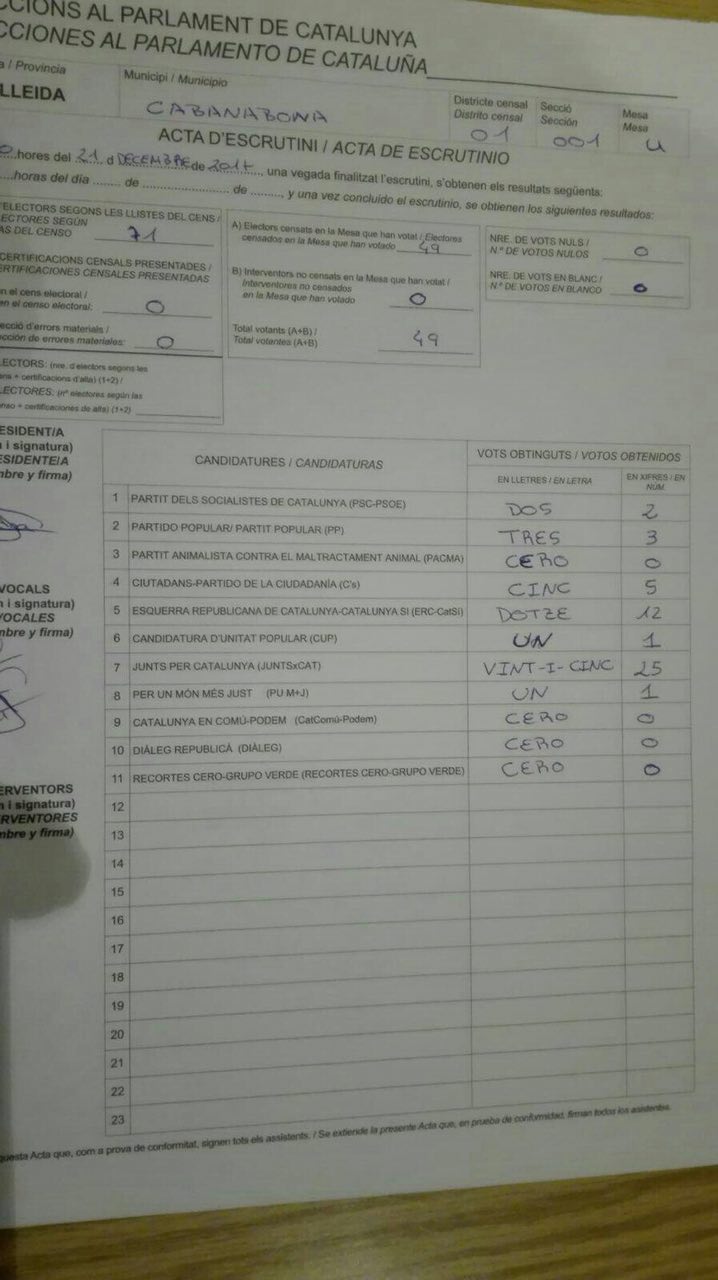 CCIONS AL PARLAMENT DE CATALUNYA
CCIONES AL PARLAMENTO DE CATALUÑA
a / Provincia
Municipi / Municipio
Districte censal
Distrito censal
Secció
Sección
Mesa
Mesa
LLEIDA
CABANABONA
01
001
U
ACTA D'ESCRUTINI / ACTA DE ESCRUTINIO
hores del 21 d DECEMBRE de 2017, una vegada finalitzat l'escrutini, s'obtenen els resultats següents:
horas del día ........ de ........................ de .........., y una vez concluido el escrutinio, se obtienen los siguientes resultados:
ELECTORS SEGONS LES LLISTES DEL CENS /
ECTORES SEGÚN
AS DEL CENSO
71
CERTIFICACIONS CENSALS PRESENTADES /
ERTIFICACIONES CENSALES PRESENTADAS
n el cens electoral /
en el censo electoral:
0
ecció d'errors materials /
cción de errores materiales:
0
LECTORS: (nre. d'electors segons les
ens + certificacions d'alta) (1+2) /
LECTORES: (nº electores según las
enso + certificaciones de alta) (1+2)
A) Electors censats en la Mesa que han votat / Electores
censados en la Mesa que han votado
49
B) Interventors no censats en la Mesa que han votat /
Interventores no censados
en la Mesa que han votado
0
Total votants (A+B) /
Total votantes (A+B)
49
NRE. DE VOTS NULS /
N.º DE VOTOS NULOS
0
NRE. DE VOTS EN BLANC /
N.º DE VOTOS EN BLANCO
0
ESIDENT/A
n i signatura)
ESIDENTE/A
mbre y firma)
VOCALS
n i signatura)
VOCALES
mbre y firma)
ERVENTORS
n i signatura)
RVENTORES
mbre y firma)
CANDIDATURES / CANDIDATURAS
VOTS OBTINGUTS / VOTOS OBTENIDOS
EN LLETRES / EN LETRA
EN XIFRES / EN NÚM.
1 PARTIT DELS SOCIALISTES DE CATALUNYA (PSC-PSOE) DOS 2
2 PARTIDO POPULAR/ PARTIT POPULAR (PP) TRES 3
3 PARTIT ANIMALISTA CONTRA EL MALTRACTAMENT ANIMAL (PACMA) CERO 0
4 CIUTADANS-PARTIDO DE LA CIUDADANÍA (C's) CINC 5
5 ESQUERRA REPUBLICANA DE CATALUNYA-CATALUNYA SI (ERC-CatSí) DOTZE 12
6 CANDIDATURA D'UNITAT POPULAR (CUP) UN 1
7 JUNTS PER CATALUNYA (JUNTSxCAT) VINT-I-CINC 25
8 PER UN MÓN MÉS JUST (PU M+J) UN 1
9 CATALUNYA EN COMÚ-PODEM (CatComú-Podem) CERO 0
10 DIÀLEG REPUBLICÀ (DIÀLEG) CERO 0
11 RECORTES CERO-GRUPO VERDE (RECORTES CERO-GRUPO VERDE) CERO 0
12
13
14
15
16
17
18
19
20
21
22
23
questa Acta que, com a prova de conformitat, signen tots els assistents. / Se extiende la presente Acta que, en prueba de conformidad, firman todos los asistentes.